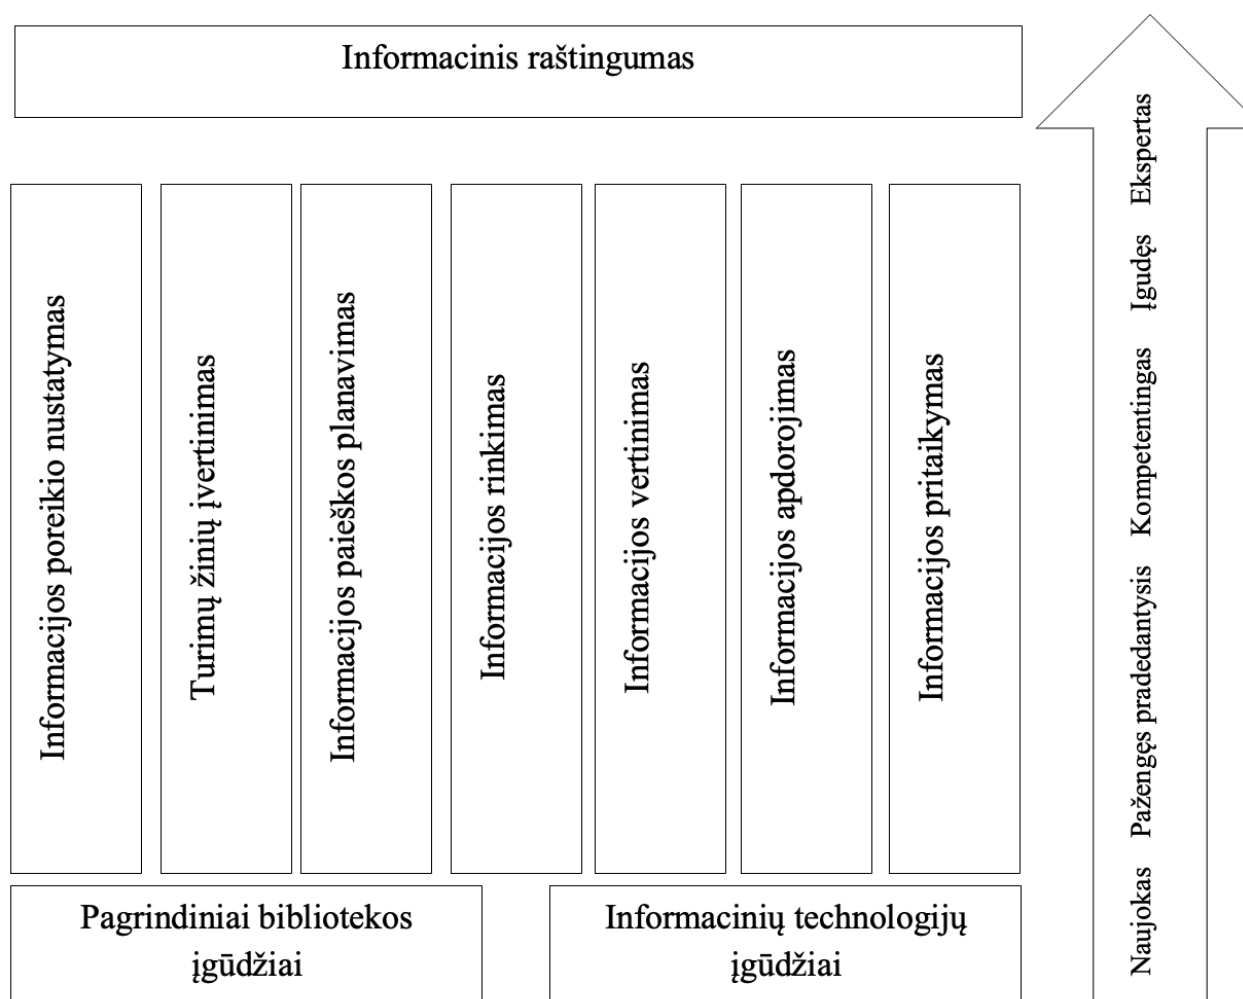 Informacinis raštingumas
Informacijos poreikio nustatymas
Turimų žinių įvertinimas
Informacijos paieškos planavimas
Informacijos rinkimas
Informacijos vertinimas
Informacijos apdorojimas
Informacijos pritaikymas
Pagrindiniai bibliotekos
įgūdžiai
Informacinių technologijų
įgūdžiai
Naujokas Pažengęs pradedantysis Kompetentingas Įgudęs Ekspertas